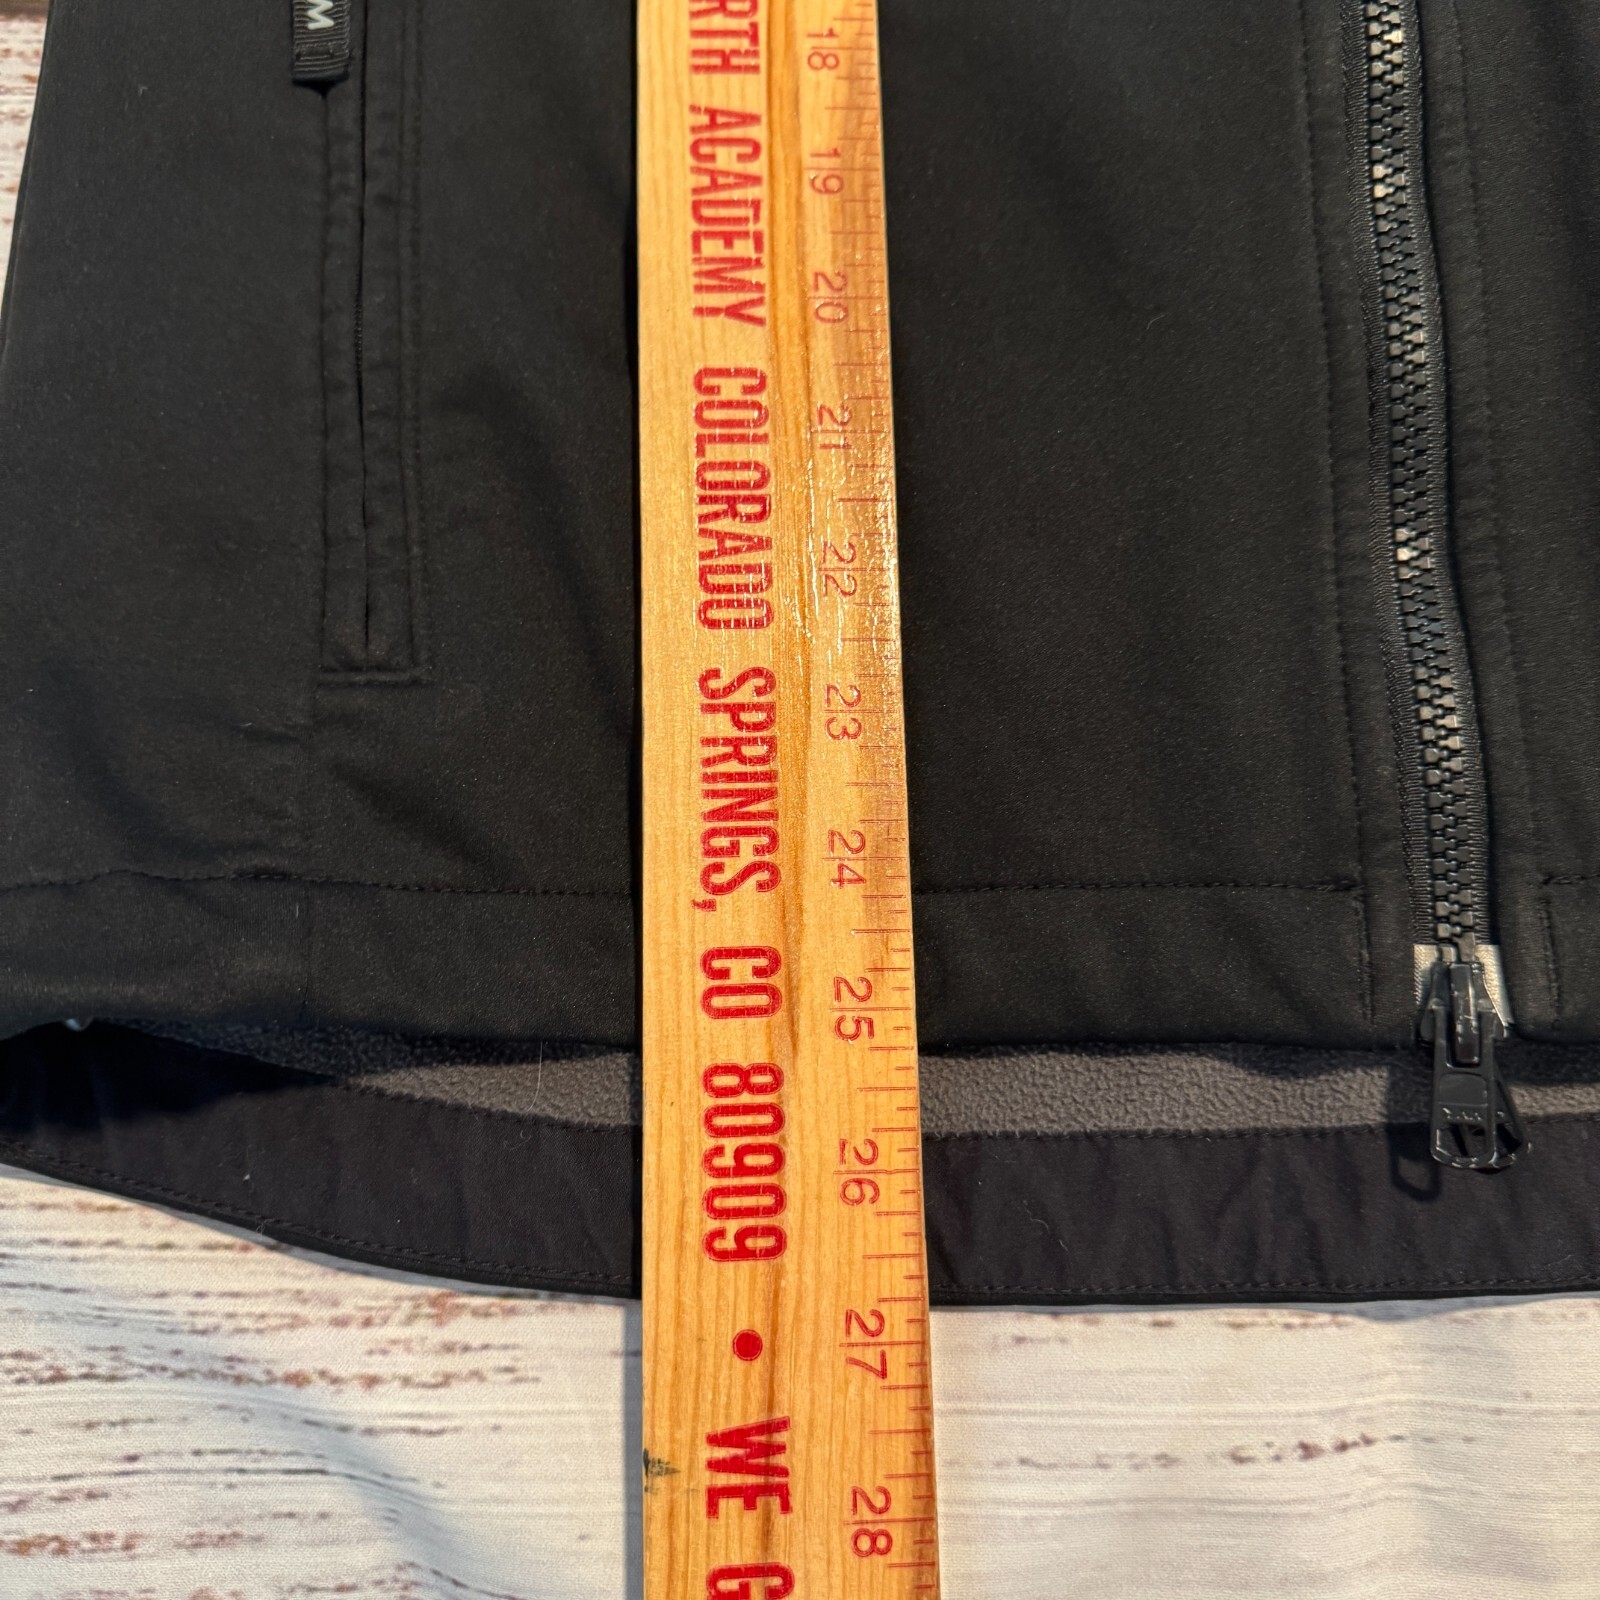 RTH ACADEMY COLORADO SPRINGS, CO 80909 • WE G
18 19 20 21 22 23 24 25 26 27 28
M